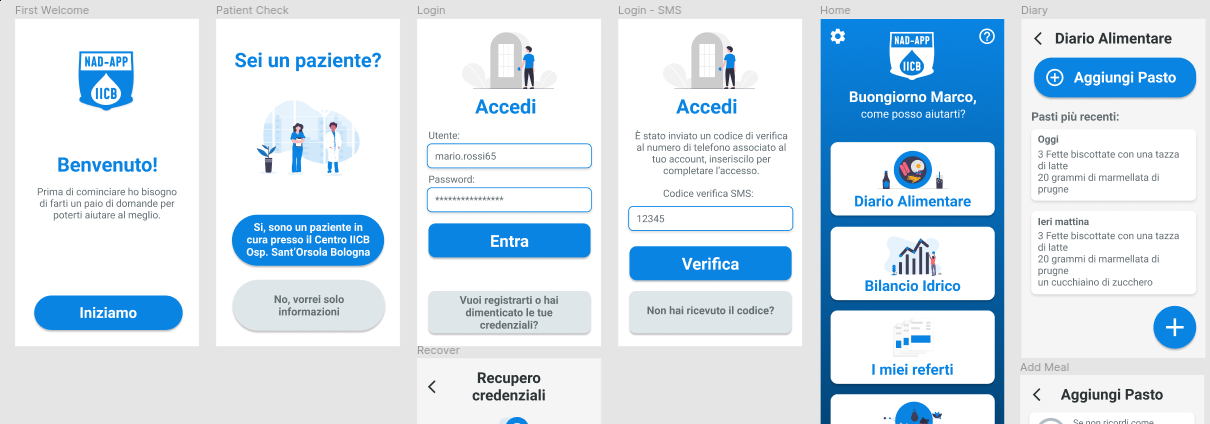 First Welcome
NAD-APP
IICB
Benvenuto!
Prima di cominciare ho bisogno
di farti un paio di domande per
poterti aiutare al meglio.
Iniziamo
Patient Check
Sei un paziente?
Sì, sono un paziente in
cura presso il Centro IICB
Osp. Sant'Orsola Bologna
No, vorrei solo
informazioni
Login
Accedi
Utente:
mario.rossi65
Password:
****************
Entra
Vuoi registrarti o hai
dimenticato le tue
credenziali?
Recover
Recupero
credenziali
Login - SMS
Accedi
È stato inviato un codice di verifica
al numero di telefono associato al
tuo account, inseriscilo per
completare l'accesso.
Codice verifica SMS:
12345
Verifica
Non hai ricevuto il codice?
Home
NAD-APP
IICB
Buongiorno Marco,
come posso aiutarti?
Diario Alimentare
Bilancio Idrico
I miei referti
Diary
Diario Alimentare
Aggiungi Pasto
Pasti più recenti:
Oggi
3 Fette biscottate con una tazza
di latte
20 grammi di marmellata di
prugne
Ieri mattina
3 Fette biscottate con una tazza
di latte
20 grammi di marmellata di
prugne
un cucchiaino di zucchero
Add Meal
Aggiungi Pasto
Se non ricordi come